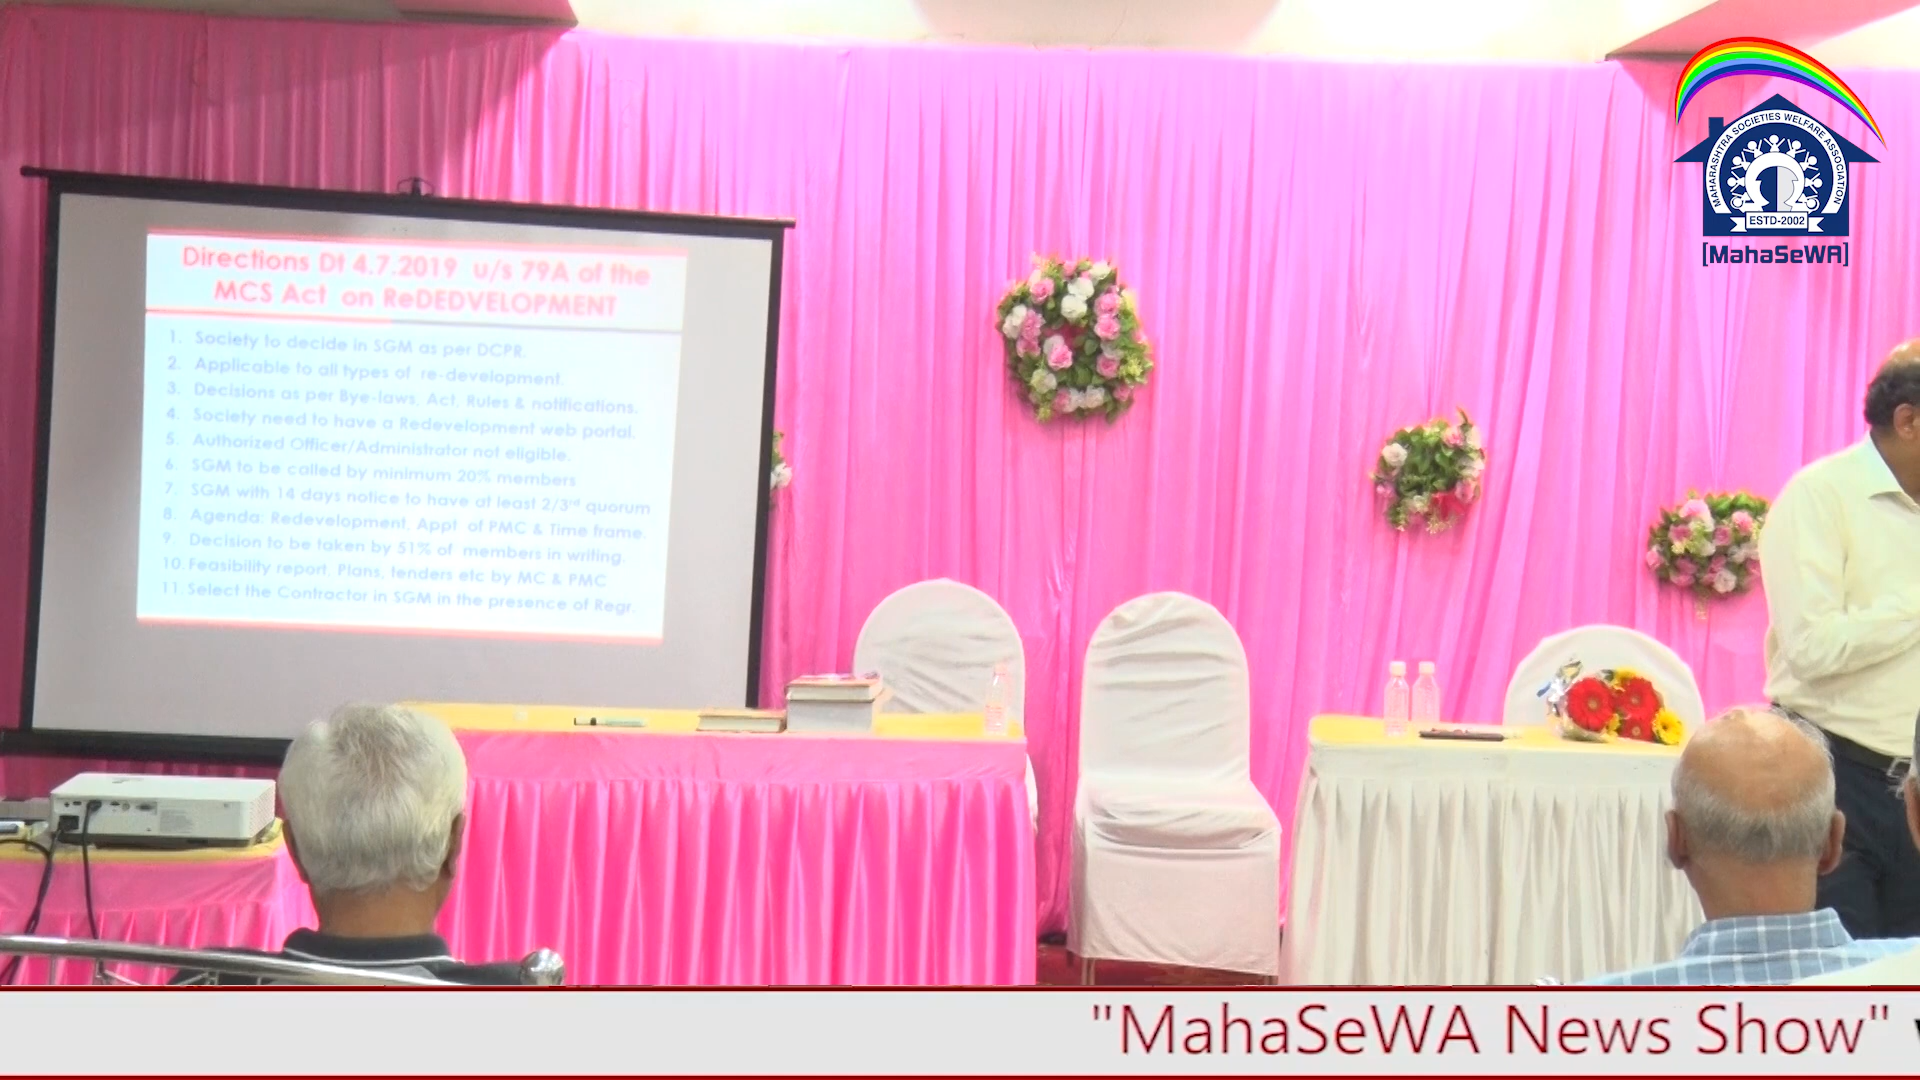 Directions Dt 4.7.2019 u/s 79A of the
MCS Act on ReDEDVELOPMENT
1. Society to decide in SGM as per DCPR.
2. Applicable to all types of re-development.
3. Decisions as per Bye-laws, Act, Rules & notifications.
4. Society need to have a Redevelopment web portal.
5. Authorized Officer/Administrator not eligible.
6. SGM to be called by minimum 20% members
7. SGM with 14 days notice to have at least 2/3rd quorum
8. Agenda: Redevelopment, Appt of PMC & Time frame.
9. Decision to be taken by 51% of members in writing.
10. Feasibility report, Plans, tenders etc by MC & PMC
11 Select the Contractor in SGM in the presence of Regr.
MAHARASHTRA SOCIETIES WELFARE ASSOCIATION
ESTD-2002
[MahaSeWA]
"MahaSeWA News Show"